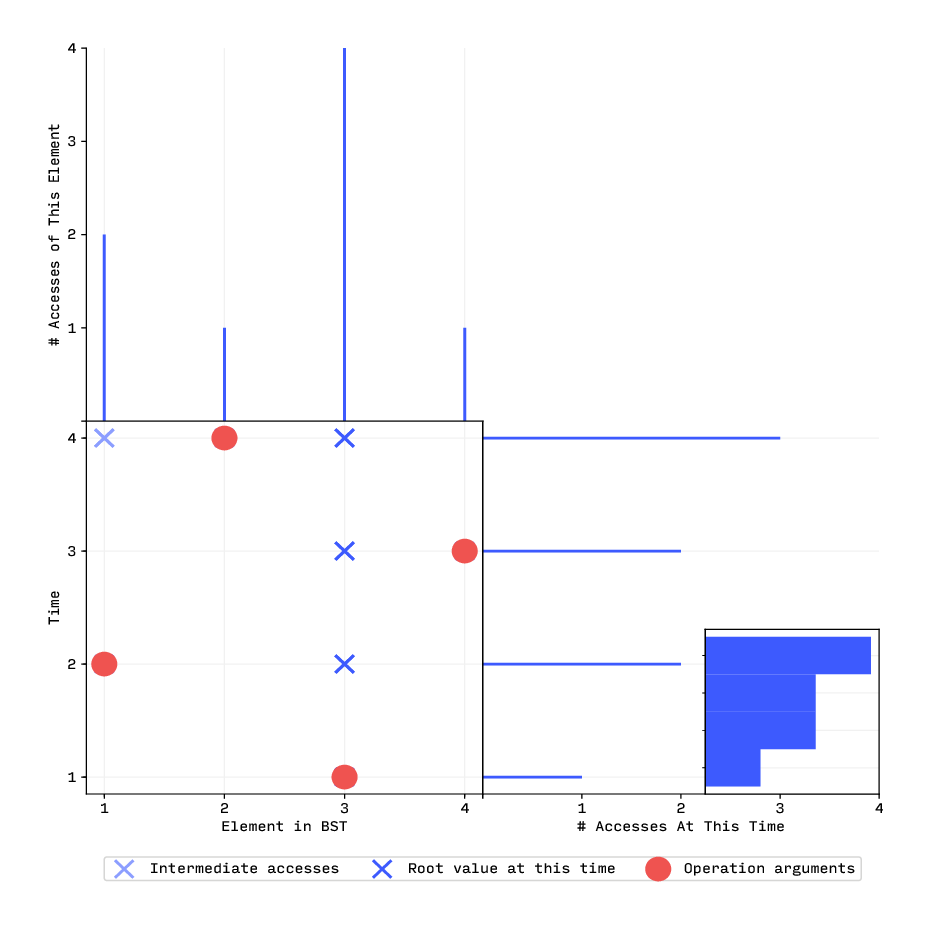 4
3
2
1
# Accesses of This Element
4
3
2
1
Time
1 2 3 4
Element in BST
1 2 3 4
# Accesses At This Time
Intermediate accesses
Root value at this time
Operation arguments